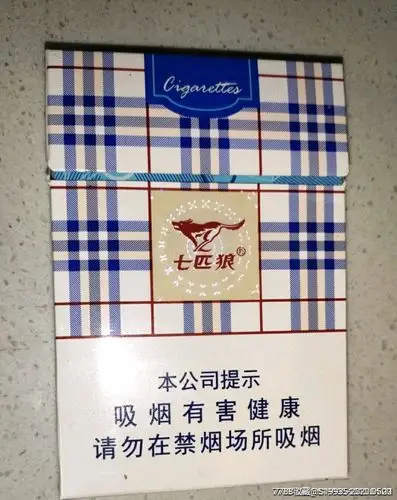 Cigarettes
七匹狼®
本公司提示
吸烟有害健康
请勿在禁烟场所吸烟